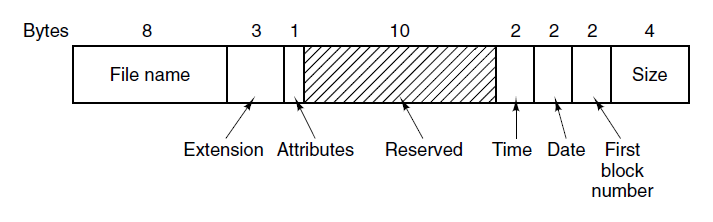 Bytes 8 3 1 10 2 2 2 4
File name Size
Extension Attributes Reserved Time Date First
block
number